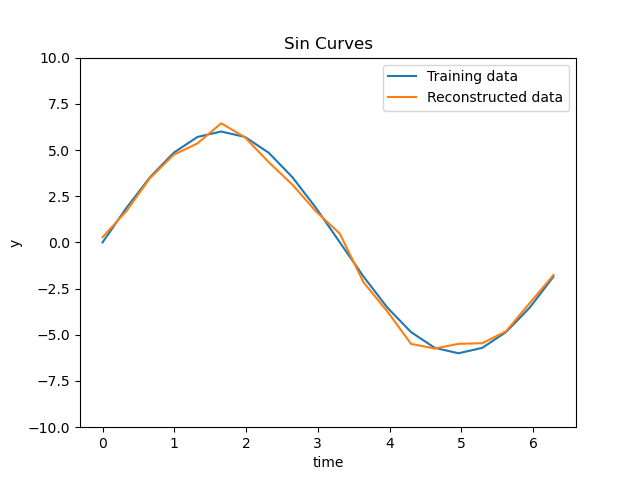 Sin Curves
Training data
Reconstructed data
10.0
7.5
5.0
2.5
0.0
−2.5
−5.0
−7.5
−10.0
y
0 1 2 3 4 5 6
time